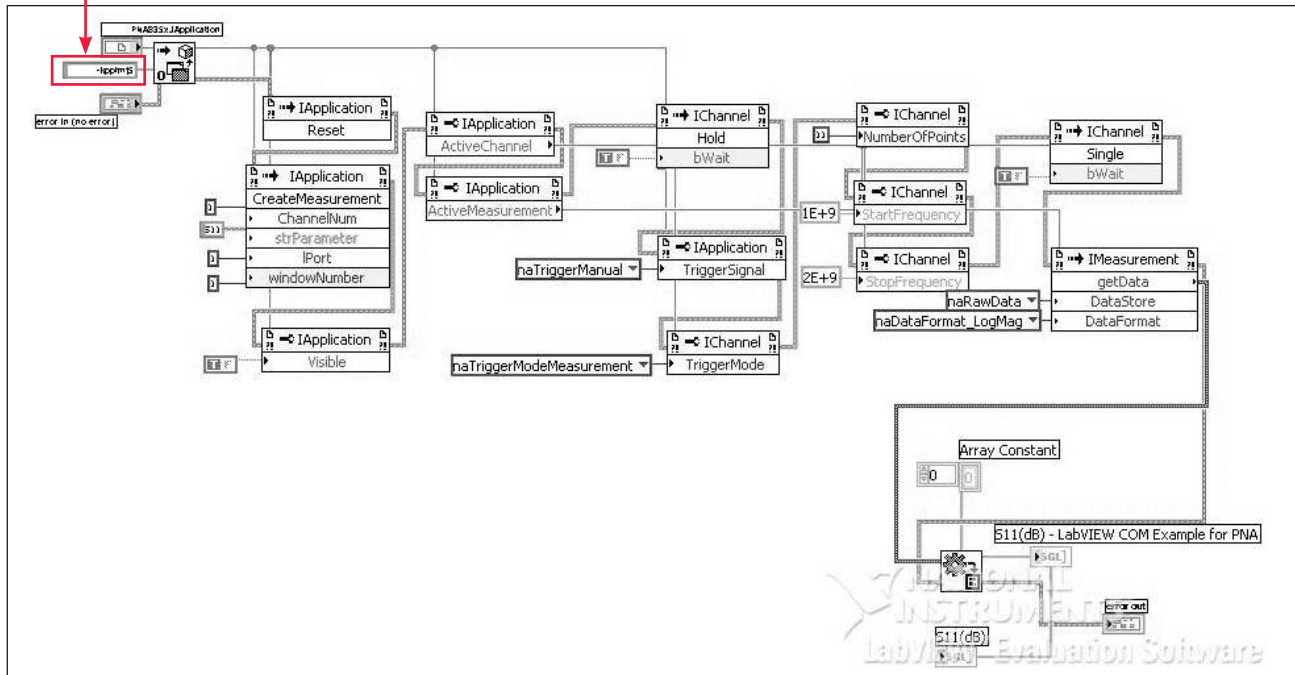 error in (no error)
IApplication
Reset
IApplication
CreateMeasurement
ChannelNum
strParameter
lPort
windowNumber
IApplication
Visible
T
IApplication
ActiveChannel
IApplication
ActiveMeasurement
IChannel
Hold
bWait
T
IApplication
TriggerSignal
naTriggerManual
IChannel
TriggerMode
naTriggerModeMeasurement
IChannel
NumberOfPoints
IChannel
StartFrequency
1E+9
IChannel
StopFrequency
2E+9
IChannel
Single
bWait
T
IMeasurement
getData
DataStore
DataFormat
naRawData
naDataFormat_LogMag
Array Constant
0
0
S11(dB) - LabVIEW COM Example for PNA
SGL]
error out
S11(dB)
SGL]
NATIONAL
INSTRUMENTS
LabVIEW Evaluation Software